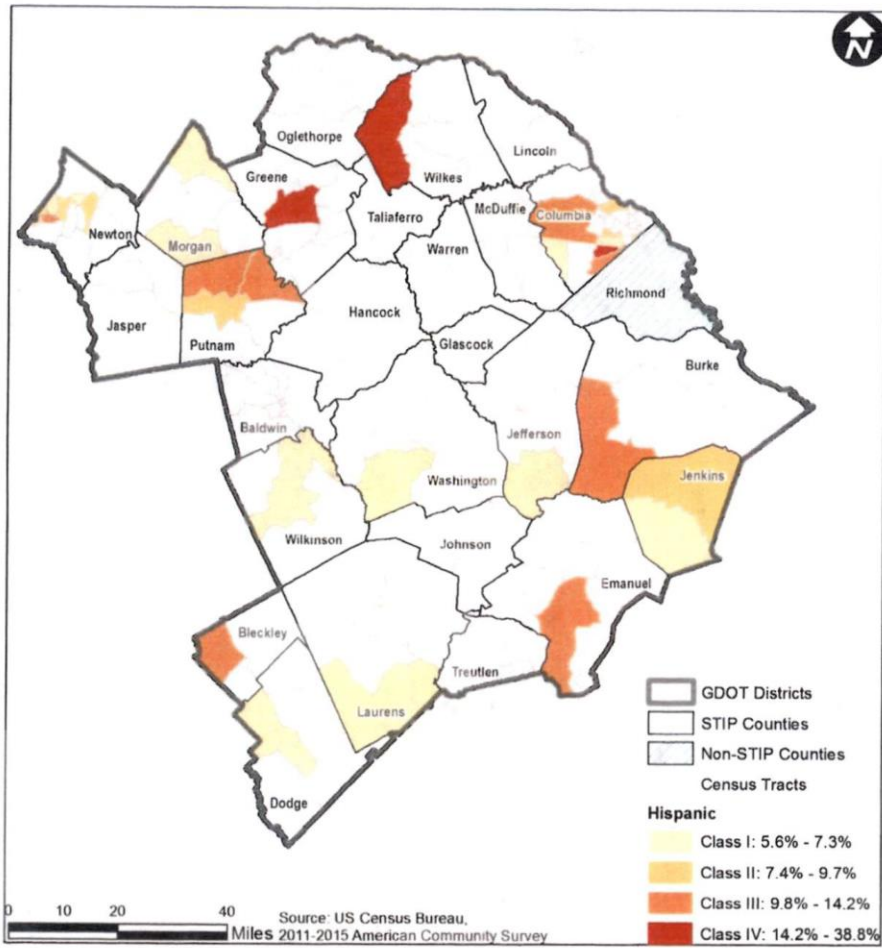 N
Oglethorpe
Lincoln
Wilkes
Greene
Taliaferro
McDuffie
Columbia
Newton
Morgan
Warren
Richmond
Jasper
Putnam
Hancock
Glascock
Burke
Baldwin
Jefferson
Washington
Jenkins
Wilkinson
Johnson
Emanuel
Bleckley
Treutlen
Laurens
Dodge
GDOT Districts
STIP Counties
Non-STIP Counties
Census Tracts
Hispanic
Class I: 5.6% - 7.3%
Class II: 7.4% - 9.7%
Class III: 9.8% - 14.2%
Class IV: 14.2% - 38.8%
0 10 20 40
Miles
Source: US Census Bureau,
2011-2015 American Community Survey